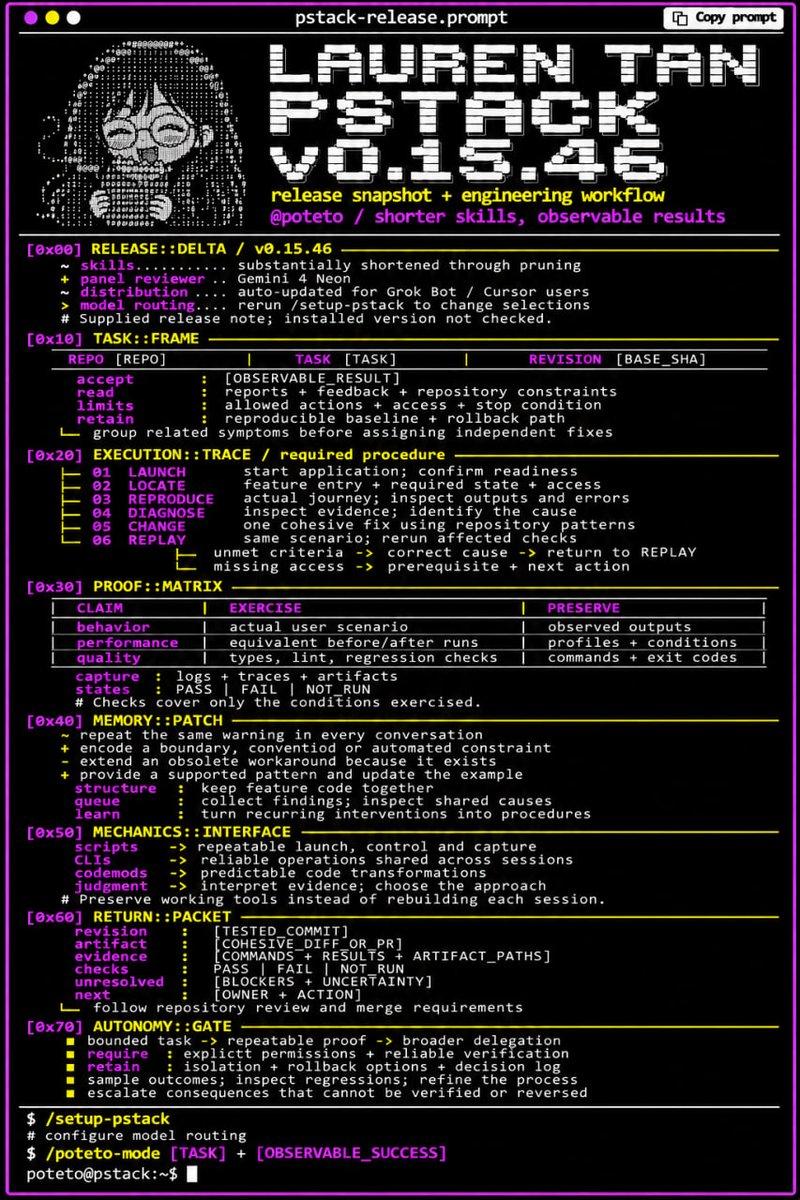 pstack-release.prompt
Copy prompt
LAUREN TAN
PSTACK
v0.15.46
release snapshot + engineering workflow
@poteto / shorter skills, observable results
[0x00] RELEASE::DELTA / v0.15.46
~ skills........... substantially shortened through pruning
+ panel reviewer .. Gemini 4 Neon
~ distribution .... auto-updated for Grok Bot / Cursor users
> model routing.... rerun /setup-pstack to change selections
# Supplied release note; installed version not checked.
[0x10] TASK::FRAME
REPO [REPO] | TASK [TASK] | REVISION [BASE_SHA]
accept : [OBSERVABLE_RESULT]
read : reports + feedback + repository constraints
limits : allowed actions + access + stop condition
retain : reproducible baseline + rollback path
group related symptoms before assigning independent fixes
[0x20] EXECUTION::TRACE / required procedure
01 LAUNCH start application; confirm readiness
02 LOCATE feature entry + required state + access
03 REPRODUCE actual journey; inspect outputs and errors
04 DIAGNOSE inspect evidence; identify the cause
05 CHANGE one cohesive fix using repository patterns
06 REPLAY same scenario; rerun affected checks
unmet criteria -> correct cause -> return to REPLAY
missing access -> prerequisite + next action
[0x30] PROOF::MATRIX
| CLAIM | EXERCISE | PRESERVE |
| behavior | actual user scenario | observed outputs |
| performance | equivalent before/after runs | profiles + conditions |
| quality | types, lint, regression checks | commands + exit codes |
capture : logs + traces + artifacts
states : PASS | FAIL | NOT_RUN
# Checks cover only the conditions exercised.
[0x40] MEMORY::PATCH
~ repeat the same warning in every conversation
+ encode a boundary, conventiod or automated constraint
- extend an obsolete workaround because it exists
+ provide a supported pattern and update the example
structure : keep feature code together
queue : collect findings; inspect shared causes
learn : turn recurring interventions into procedures
[0x50] MECHANICS::INTERFACE
scripts -> repeatable launch, control and capture
CLIs -> reliable operations shared across sessions
codemods -> predictable code transformations
judgment -> interpret evidence; choose the approach
# Preserve working tools instead of rebuilding each session.
[0x60] RETURN::PACKET
revision : [TESTED_COMMIT]
artifact : [COHESIVE_DIFF_OR_PR]
evidence : [COMMANDS + RESULTS + ARTIFACT_PATHS]
checks : PASS | FAIL | NOT_RUN
unresolved : [BLOCKERS + UNCERTAINTY]
next : [OWNER + ACTION]
follow repository review and merge requirements
[0x70] AUTONOMY::GATE
■ bounded task -> repeatable proof -> broader delegation
■ require : explictt permissions + reliable verification
■ retain : isolation + rollback options + decision log
■ sample outcomes; inspect regressions; refine the process
■ escalate consequences that cannot be verified or reversed
$ /setup-pstack
# configure model routing
$ /poteto-mode [TASK] + [OBSERVABLE_SUCCESS]
poteto@pstack:~$